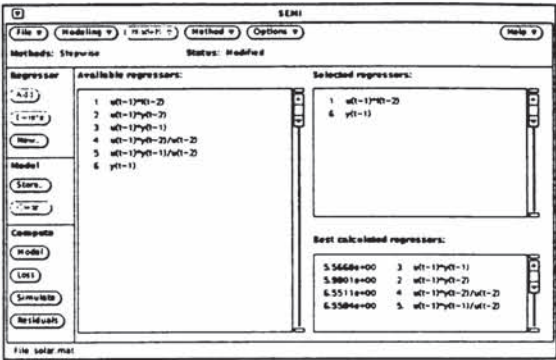 SEMI
File Modeling Method Options Help
Methods: Stepwise Status: Modified
Regressor
Available regressors:
Selected regressors:
Add
New..
1 u(t-1)*I(t-2)
2 u(t-1)*y(t-2)
3 u(t-1)*y(t-1)
4 u(t-1)*y(t-2)/u(t-2)
5 u(t-1)*y(t-1)/u(t-2)
6 y(t-1)
1 u(t-1)*I(t-2)
6 y(t-1)
Model
Store..
Compute
Model
Loss
Simulate
Residuals
Best calculated regressors:
5.5668e+00 3 u(t-1)*y(t-1)
5.9801e+00 2 u(t-1)*y(t-2)
6.5511e+00 4 u(t-1)*y(t-2)/u(t-2)
6.5584e+00 5. u(t-1)*y(t-1)/u(t-2)
File solar.mat